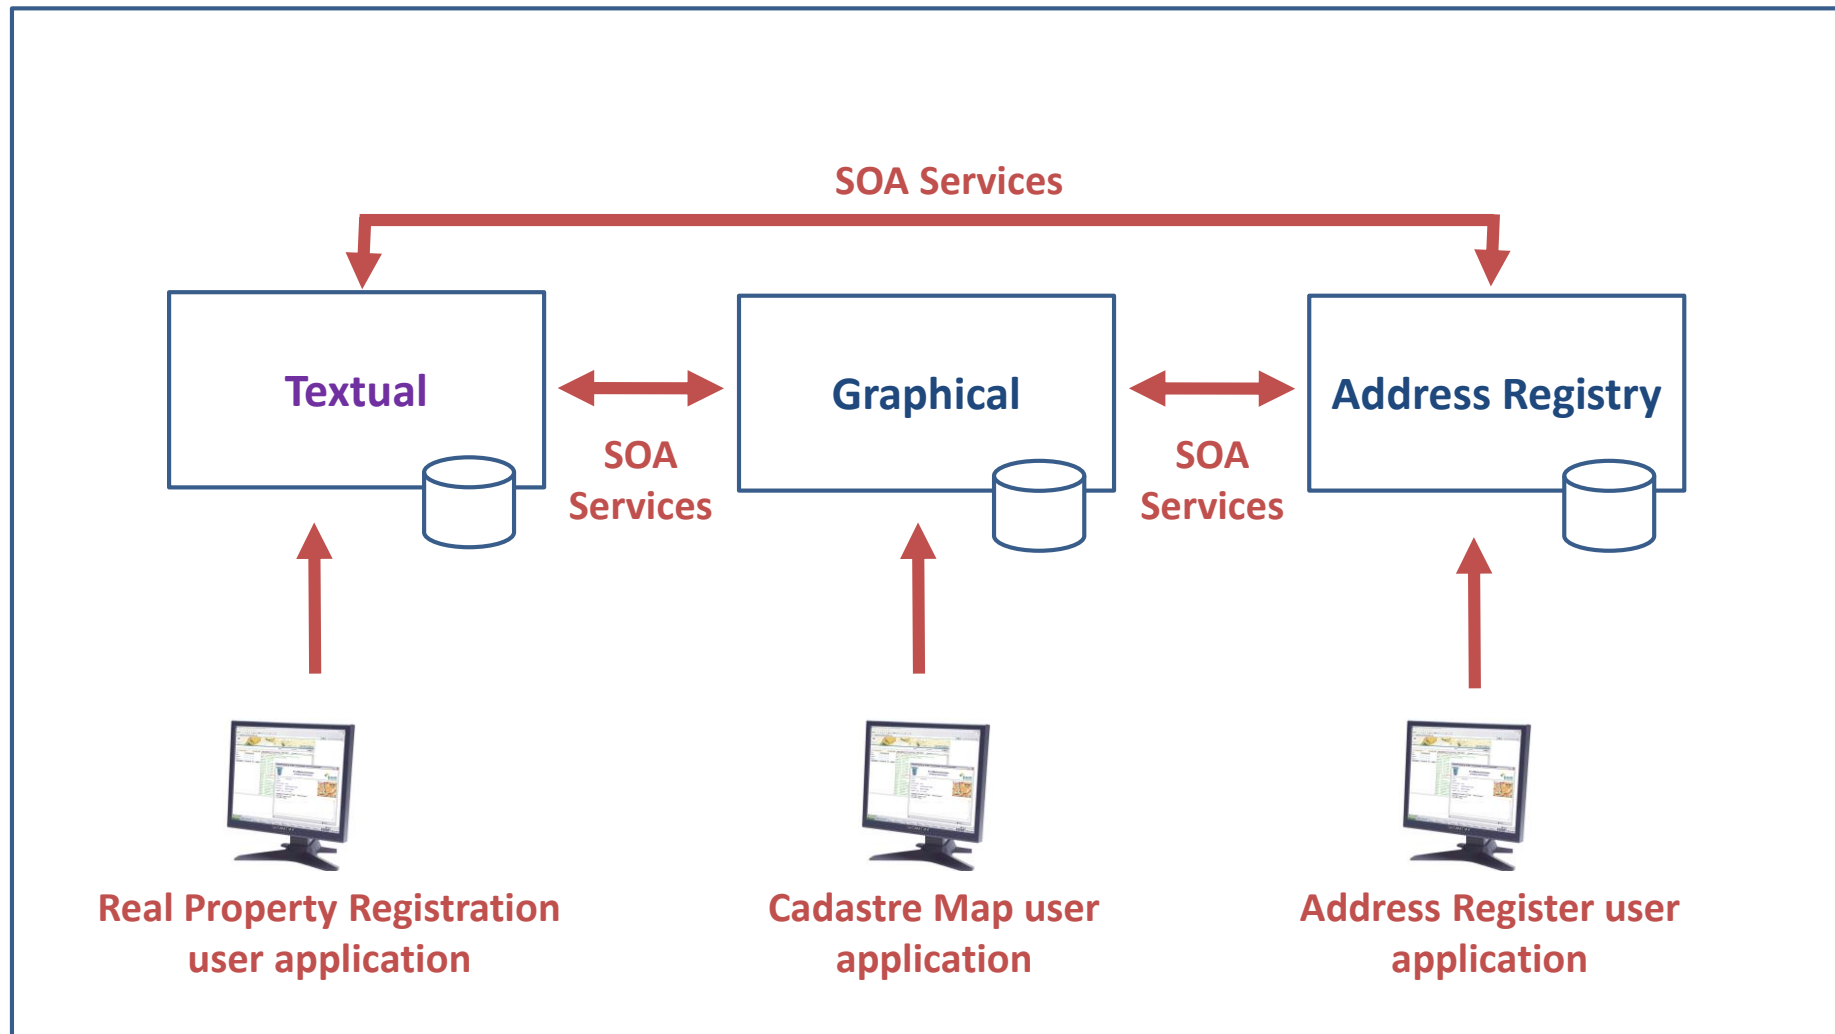 SOA Services
Textual
Graphical
Address Registry
SOA
Services
SOA
Services
Real Property Registration
user application
Cadastre Map user
application
Address Register user
application